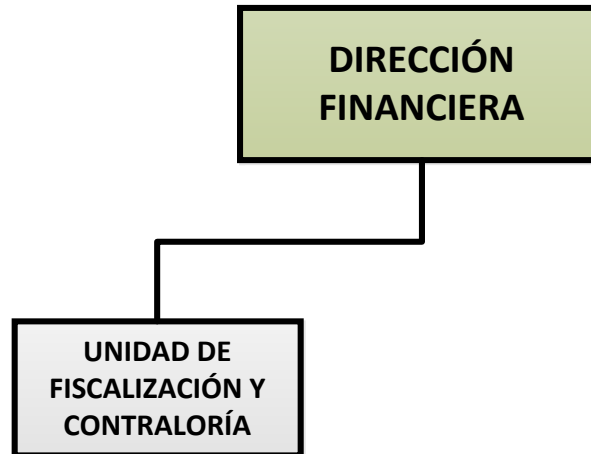 DIRECCIÓN
FINANCIERA
UNIDAD DE
FISCALIZACIÓN Y
CONTRALORÍA